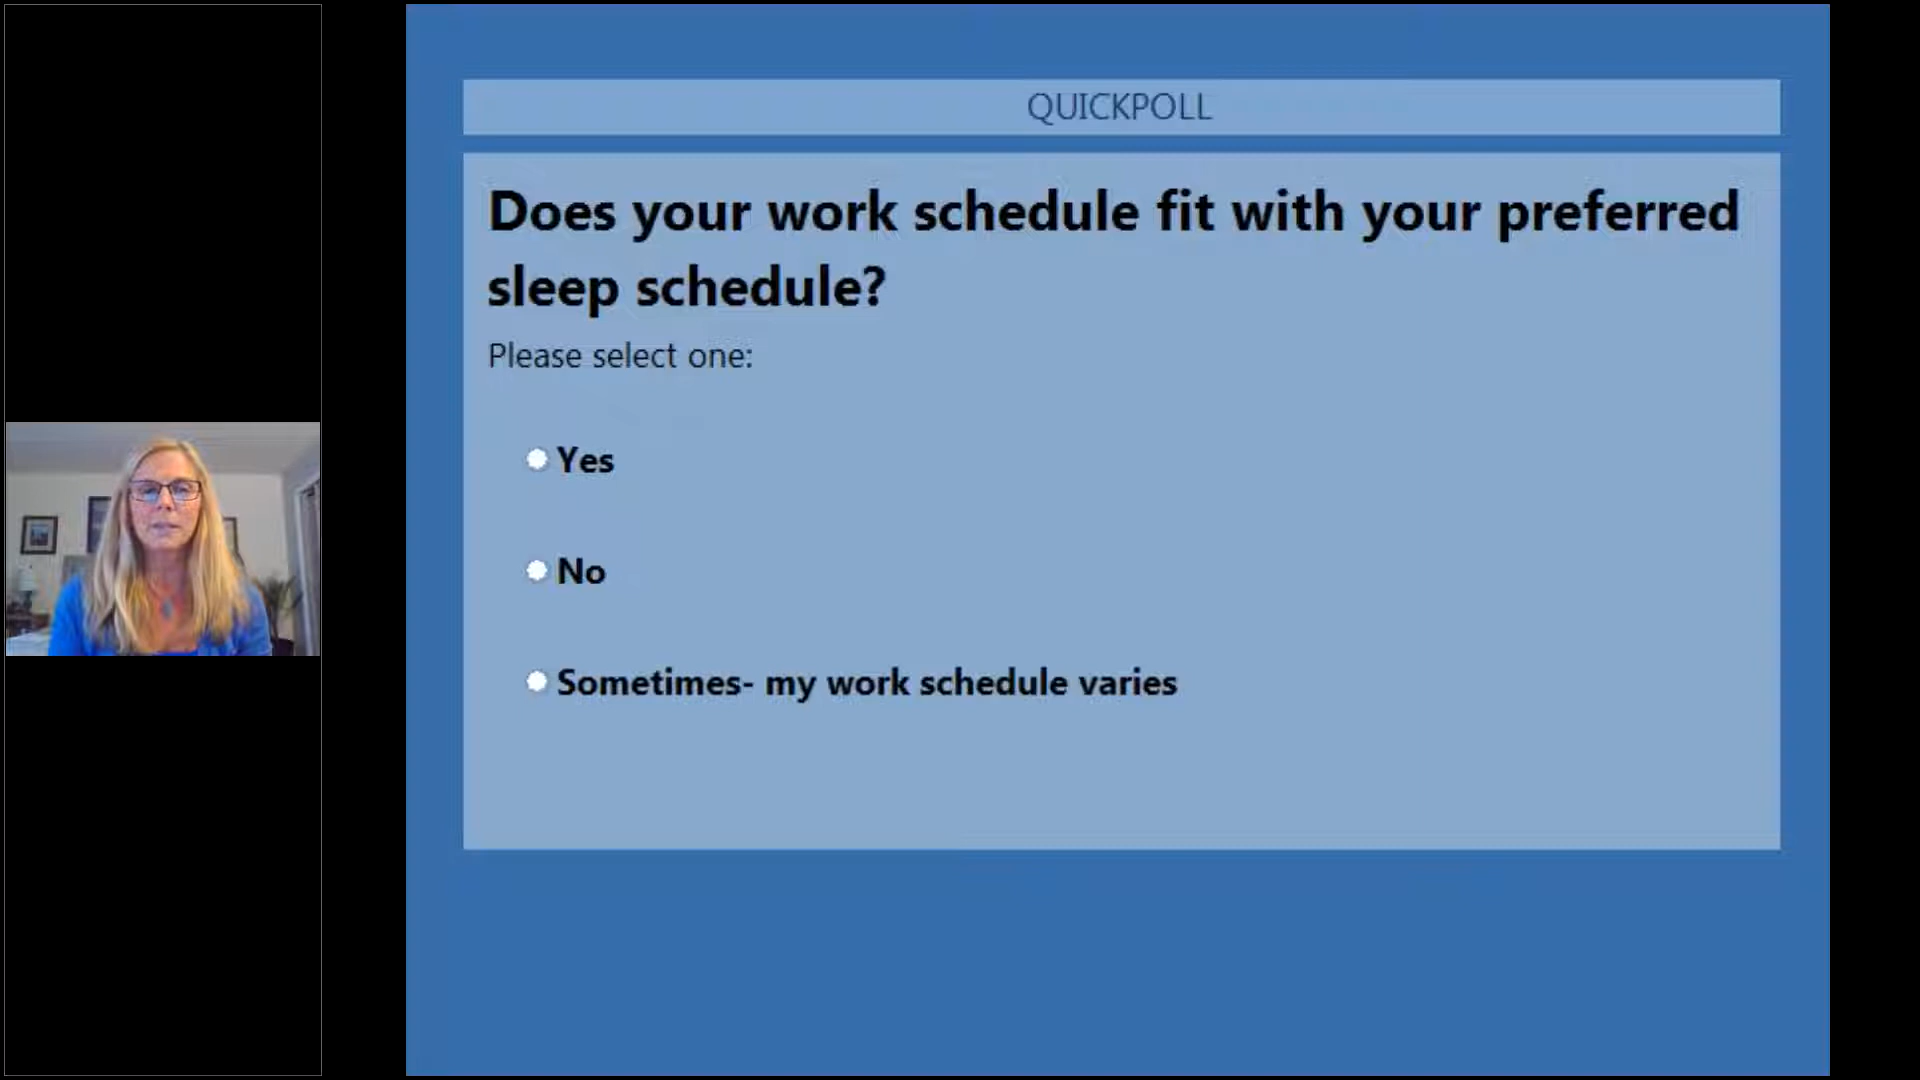 QUICKPOLL
Does your work schedule fit with your preferred
sleep schedule?
Please select one:
Yes
No
Sometimes- my work schedule varies